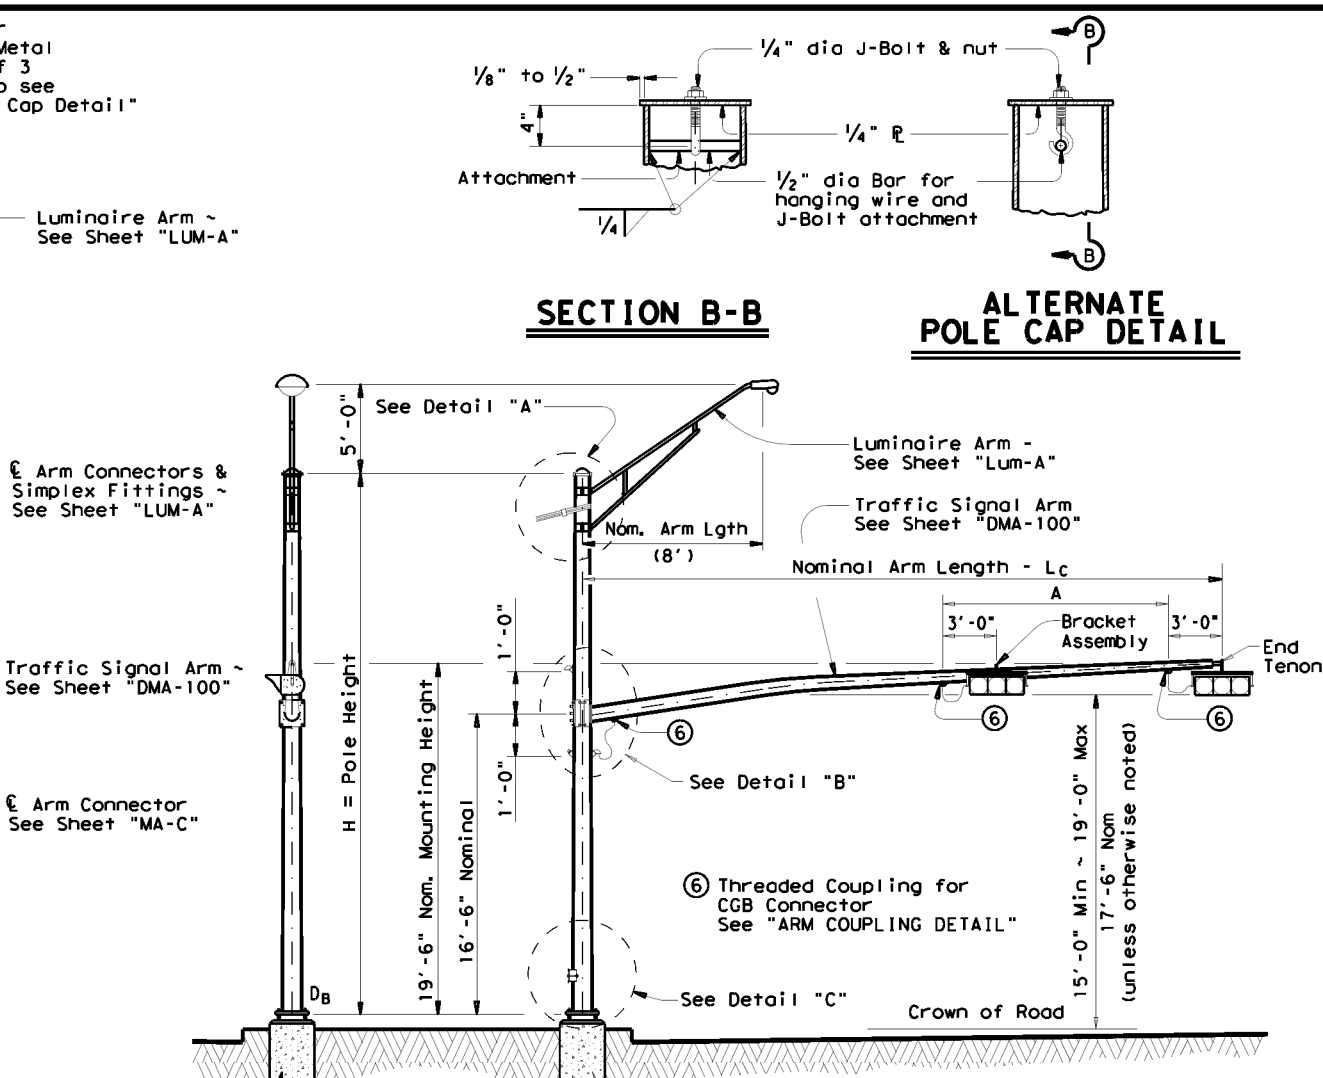 Metal
f 3
see
Cap Detail"
Luminaire Arm ~
See Sheet "LUM-A"
1/8" to 1/2"
1/4" dia J-Bolt & nut
B
4"
1/4" ⅊
Attachment
1/2" dia Bar for
hanging wire and
J-Bolt attachment
1/4
B
SECTION B-B
ALTERNATE
POLE CAP DETAIL
5'-0"
See Detail "A"
Luminaire Arm -
See Sheet "Lum-A"
℄ Arm Connectors &
Simplex Fittings ~
See Sheet "LUM-A"
Traffic Signal Arm
See Sheet "DMA-100"
Nom. Arm Lgth
(8')
Nominal Arm Length - LC
A
3'-0"
Bracket
Assembly
3'-0"
End
Tenon
1'-0"
Traffic Signal Arm ~
See Sheet "DMA-100"
H = Pole Height
19'-6" Nom. Mounting Height
16'-6" Nominal
1'-0"
6
6
6
See Detail "B"
℄ Arm Connector
See Sheet "MA-C"
15'-0" Min ~ 19'-0" Max
17'-6" Nom
(unless otherwise noted)
6 Threaded Coupling for
CGB Connector
See "ARM COUPLING DETAIL"
DB
See Detail "C"
Crown of Road